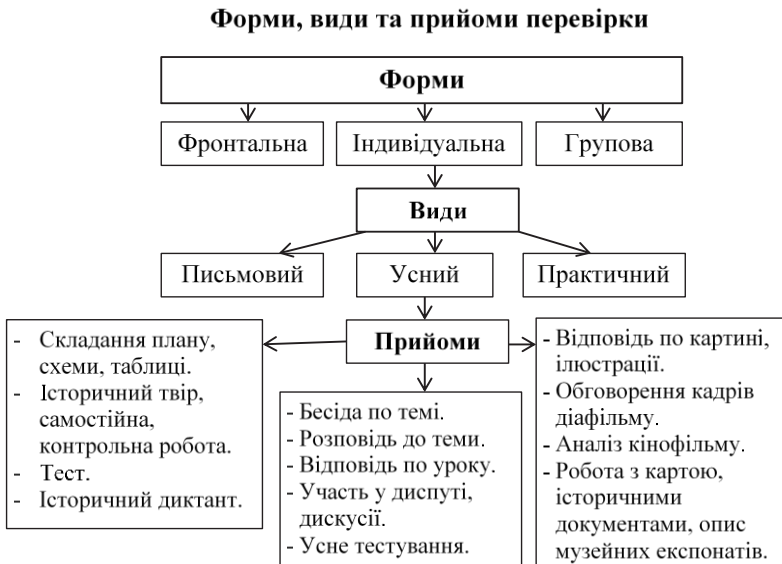 Форми, види та прийоми перевірки
Форми
Фронтальна
Індивідуальна
Групова
Види
Письмовий
Усний
Практичний
Прийоми
- Складання плану,
схеми, таблиці.
- Історичний твір,
самостійна,
контрольна робота.
- Тест.
- Історичний диктант.
- Бесіда по темі.
- Розповідь до теми.
- Відповідь по уроку.
- Участь у диспуті,
дискусії.
- Усне тестування.
- Відповідь по картині,
ілюстрації.
- Обговорення кадрів
діафільму.
- Аналіз кінофільму.
- Робота з картою,
історичними
документами, опис
музейних експонатів.